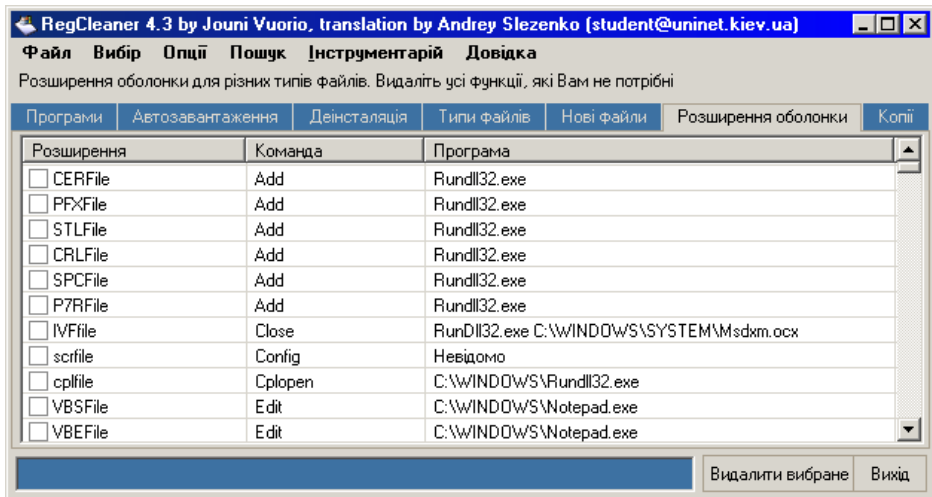 RegCleaner 4.3 by Jouni Vuorio, translation by Andrey Slezenko (student@uninet.kiev.ua)
Файл Вибір Опції Пошук Інструментарій Довідка
Розширення оболонки для різних типів файлів. Видаліть усі функції, які Вам не потрібні
Програми Автозавантаження Деінсталяція Типи файлів Нові файли Розширення оболонки Копії
Розширення Команда Програма
CERFile Add Rundll32.exe
PFXFile Add Rundll32.exe
STLFile Add Rundll32.exe
CRLFile Add Rundll32.exe
SPCFile Add Rundll32.exe
P7RFile Add Rundll32.exe
IVFfile Close RunDll32.exe C:\WINDOWS\SYSTEM\Msdxm.ocx
scrfile Config Невідомо
cplfile Cplopen C:\WINDOWS\Rundll32.exe
VBSFile Edit C:\WINDOWS\Notepad.exe
VBEFile Edit C:\WINDOWS\Notepad.exe
Видалити вибране Вихід